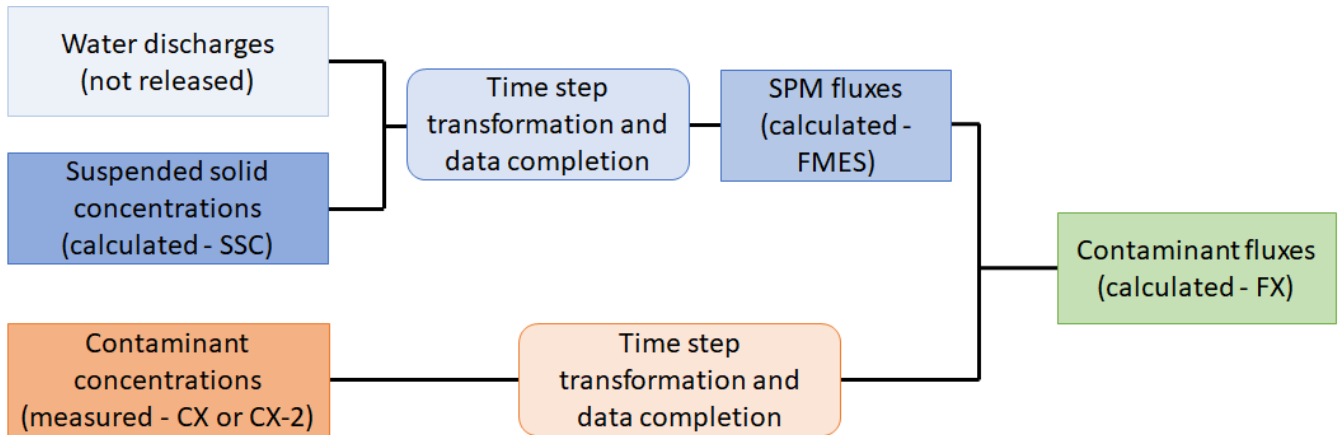 Water discharges
(not released)
Suspended solid
concentrations
(calculated - SSC)
Time step
transformation and
data completion
SPM fluxes
(calculated -
FMES)
Contaminant
concentrations
(measured - CX or CX-2)
Time step
transformation and
data completion
Contaminant fluxes
(calculated - FX)